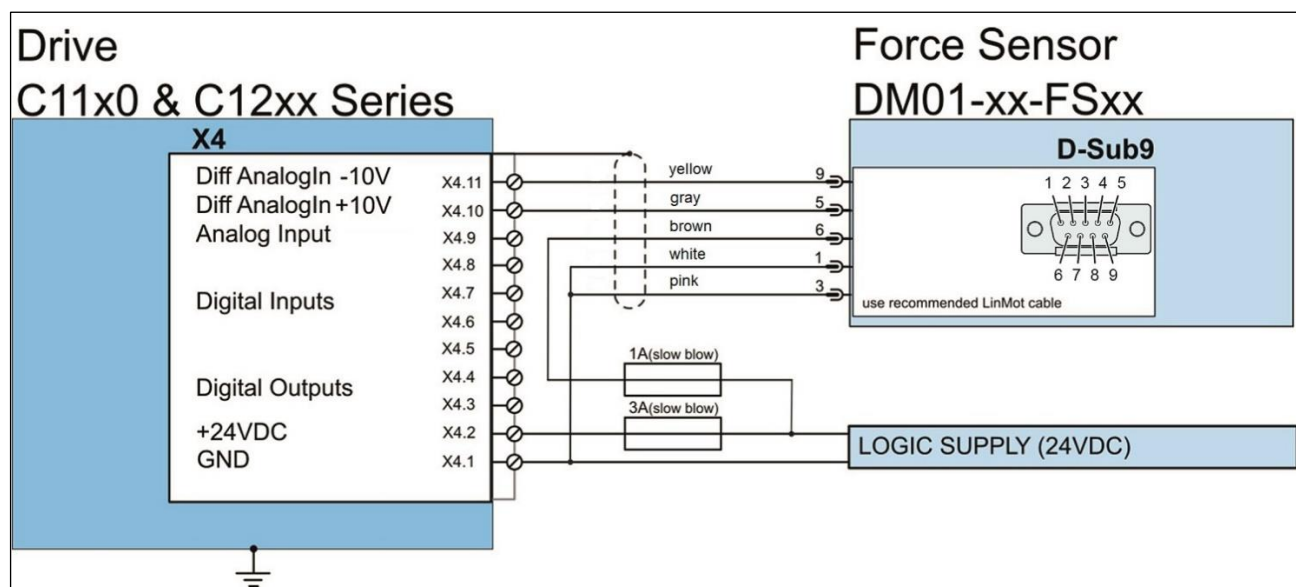 Drive
C11x0 & C12xx Series
X4
Diff AnalogIn -10V
X4.11
Diff AnalogIn +10V
X4.10
Analog Input
X4.9
X4.8
Digital Inputs
X4.7
X4.6
X4.5
Digital Outputs
X4.4
X4.3
+24VDC
X4.2
GND
X4.1
yellow
gray
brown
white
pink
1A(slow blow)
3A(slow blow)
Force Sensor
DM01-xx-FSxx
D-Sub9
9
5
6
1
3
1 2 3 4 5
6 7 8 9
use recommended LinMot cable
LOGIC SUPPLY (24VDC)